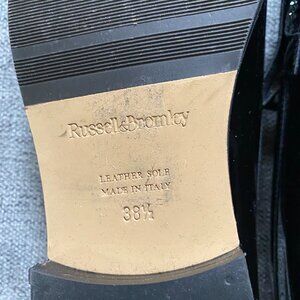 Russell&Bromley
LEATHER SOLE
MADE IN ITALY
38½